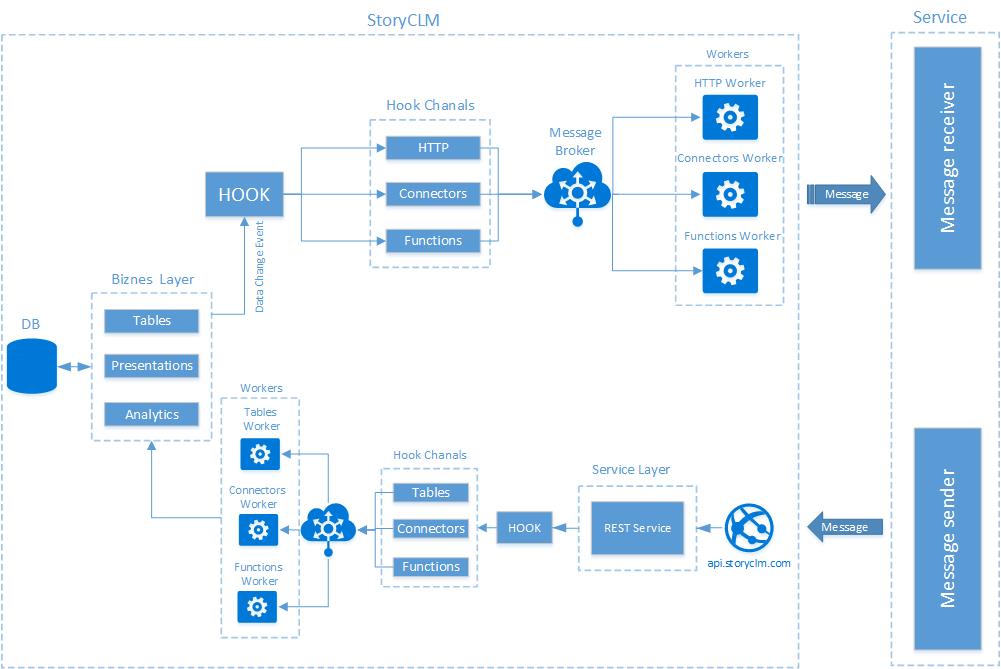 StoryCLM
Service
Workers
HTTP Worker
Hook Chanals
Message
Broker
HTTP
Connectors Worker
HOOK
Connectors
Message
Message receiver
Functions
Functions Worker
Data Change Event
Biznes Layer
DB
Tables
Presentations
Analytics
Workers
Tables
Worker
Connectors
Worker
Functions
Worker
Hook Chanals
Tables
Connectors
Functions
HOOK
Service Layer
REST Service
api.storyclm.com
Message
Message sender